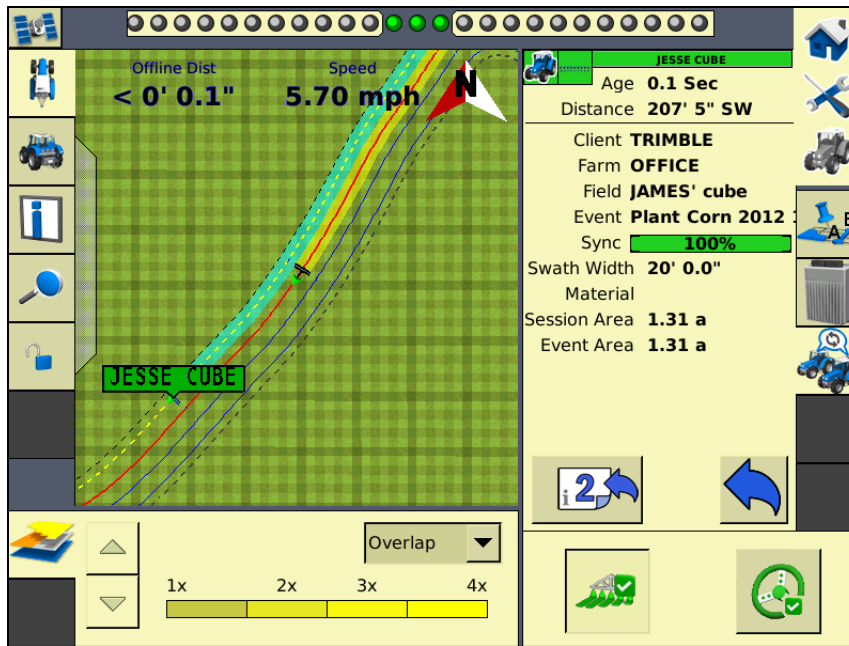 Offline Dist
Speed
< 0' 0.1"
5.70 mph
N
JESSE CUBE
Age 0.1 Sec
Distance 207' 5" SW
Client TRIMBLE
Farm OFFICE
Field JAMES' cube
Event Plant Corn 2012
Sync 100%
Swath Width 20' 0.0"
Material
Session Area 1.31 a
Event Area 1.31 a
JESSE CUBE
A
i 2
Overlap
1x 2x 3x 4x